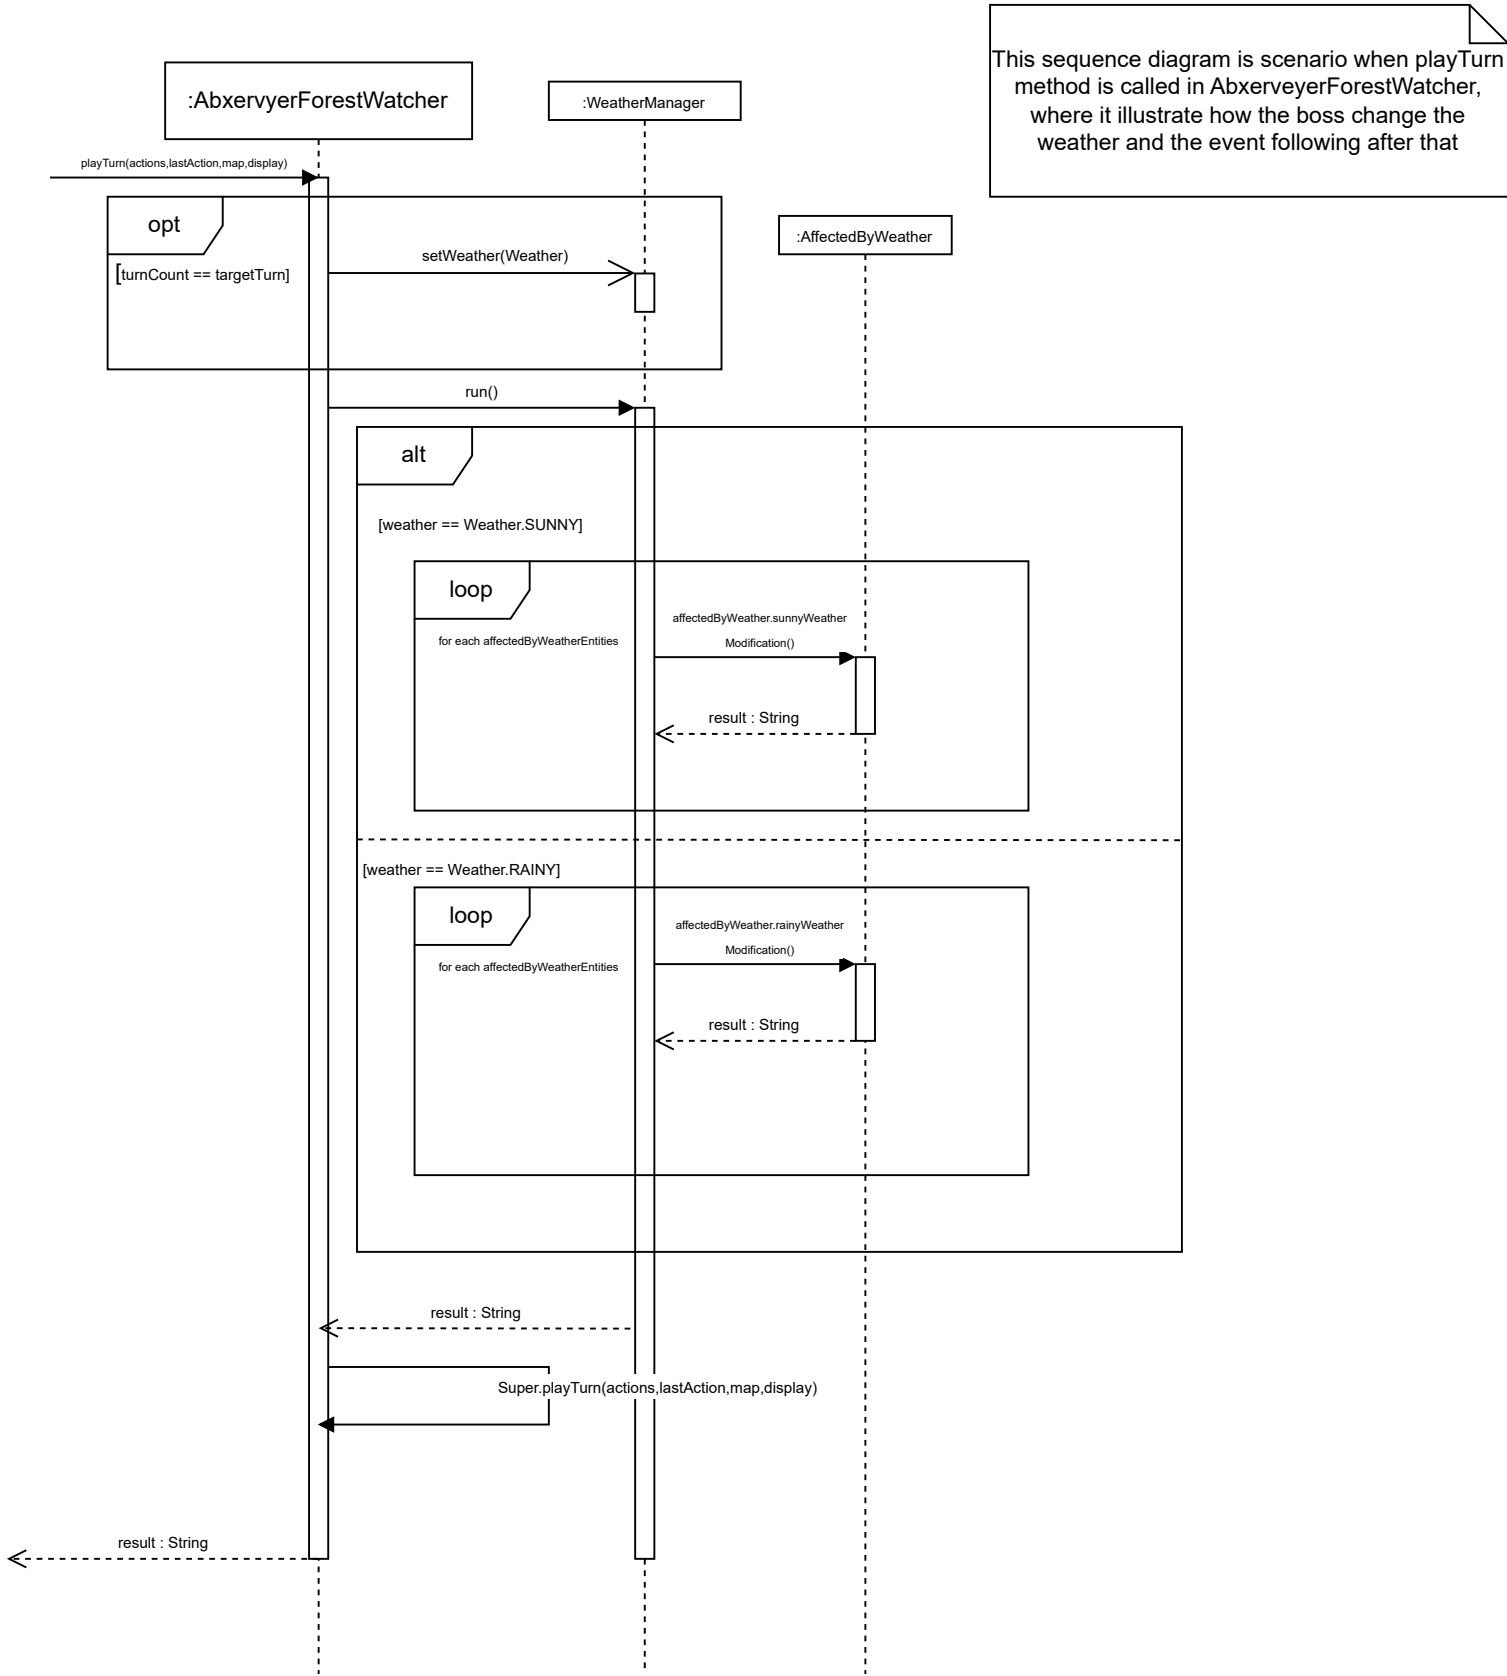 This sequence diagram is scenario when playTurn
method is called in AbxerveyerForestWatcher,
where it illustrate how the boss change the
weather and the event following after that
:AbxervyerForestWatcher
:WeatherManager
playTurn(actions,lastAction,map,display)
opt
:AffectedByWeather
setWeather(Weather)
[turnCount == targetTurn]
run()
alt
[weather == Weather.SUNNY]
loop
affectedByWeather.sunnyWeather
Modification()
for each affectedByWeatherEntities
result : String
[weather == Weather.RAINY]
loop
affectedByWeather.rainyWeather
Modification()
for each affectedByWeatherEntities
result : String
result : String
Super.playTurn(actions,lastAction,map,display)
result : String